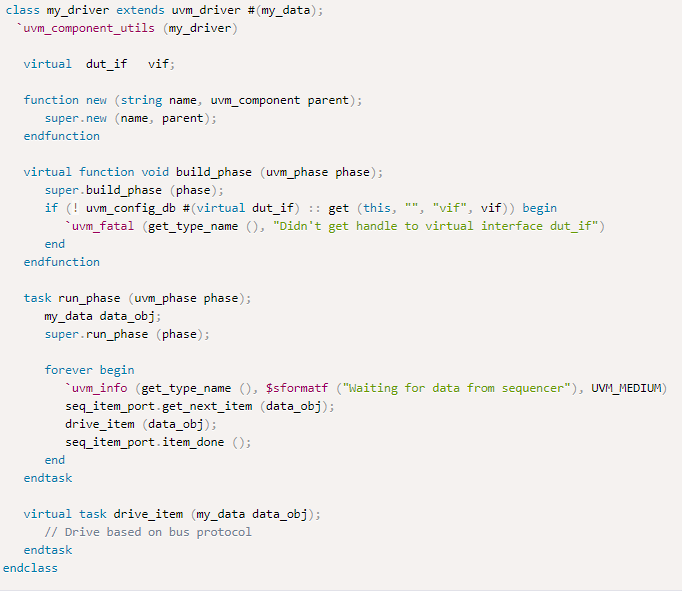 class my_driver extends uvm_driver #(my_data);
`uvm_component_utils (my_driver)
virtual dut_if vif;
function new (string name, uvm_component parent);
super.new (name, parent);
endfunction
virtual function void build_phase (uvm_phase phase);
super.build_phase (phase);
if (! uvm_config_db #(virtual dut_if) :: get (this, "", "vif", vif)) begin
`uvm_fatal (get_type_name (), "Didn't get handle to virtual interface dut_if")
end
endfunction
task run_phase (uvm_phase phase);
my_data data_obj;
super.run_phase (phase);
forever begin
`uvm_info (get_type_name (), $sformatf ("Waiting for data from sequencer"), UVM_MEDIUM)
seq_item_port.get_next_item (data_obj);
drive_item (data_obj);
seq_item_port.item_done ();
end
endtask
virtual task drive_item (my_data data_obj);
// Drive based on bus protocol
endtask
endclass